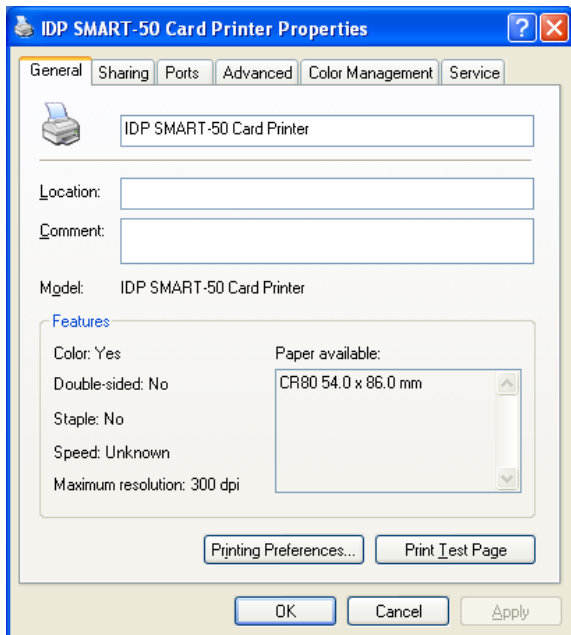 IDP SMART-50 Card Printer Properties
General Sharing Ports Advanced Color Management Service
IDP SMART-50 Card Printer
Location:
Comment:
Model: IDP SMART-50 Card Printer
Features
Color: Yes Paper available:
Double-sided: No CR80 54.0 x 86.0 mm
Staple: No
Speed: Unknown
Maximum resolution: 300 dpi
Printing Preferences... Print Test Page
OK Cancel Apply